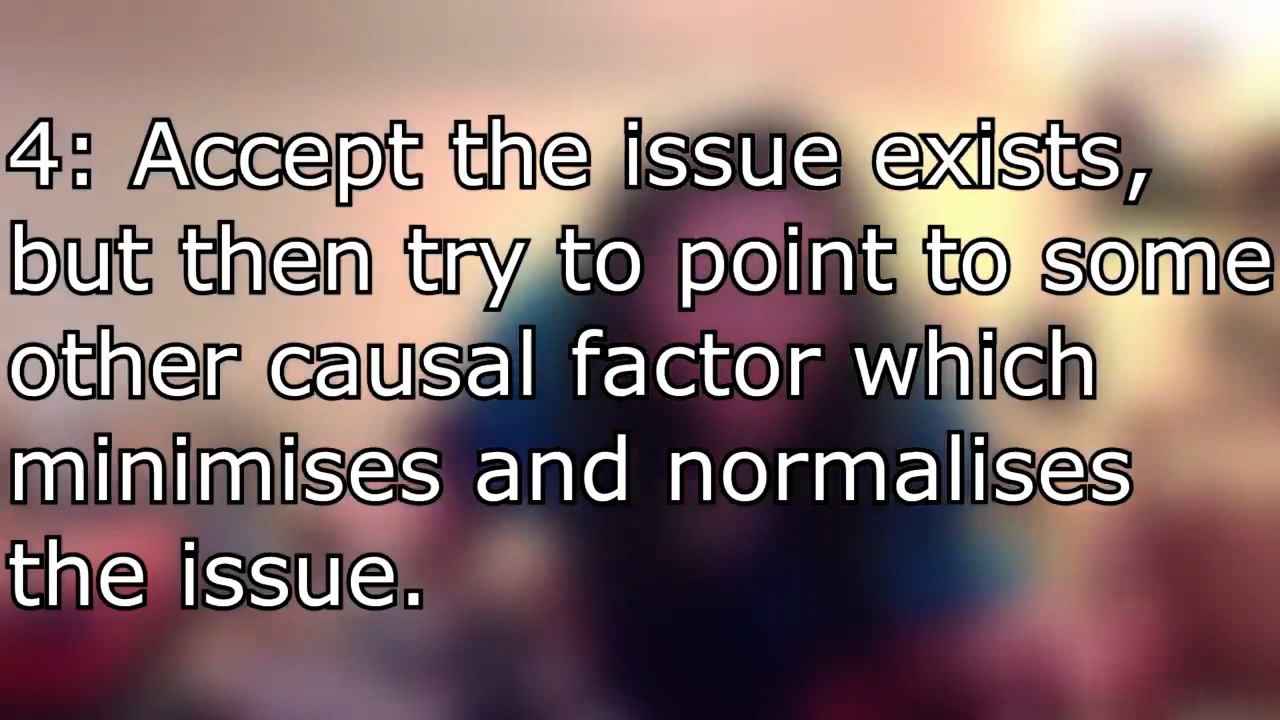 4: Accept the issue exists,
but then try to point to some
other causal factor which
minimises and normalises
the issue.